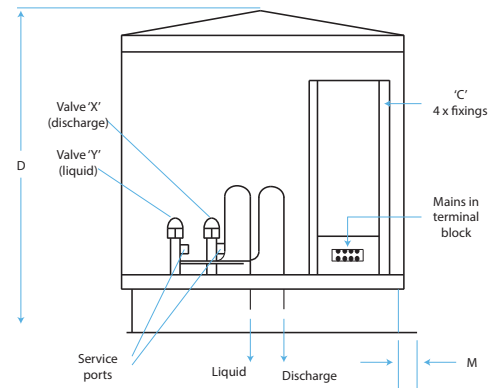 Valve ‘X’
(discharge)
Valve ‘Y’
(liquid)
D
‘C’
4 x fixings
Mains in
terminal
block
Service
ports
Liquid
Discharge
M